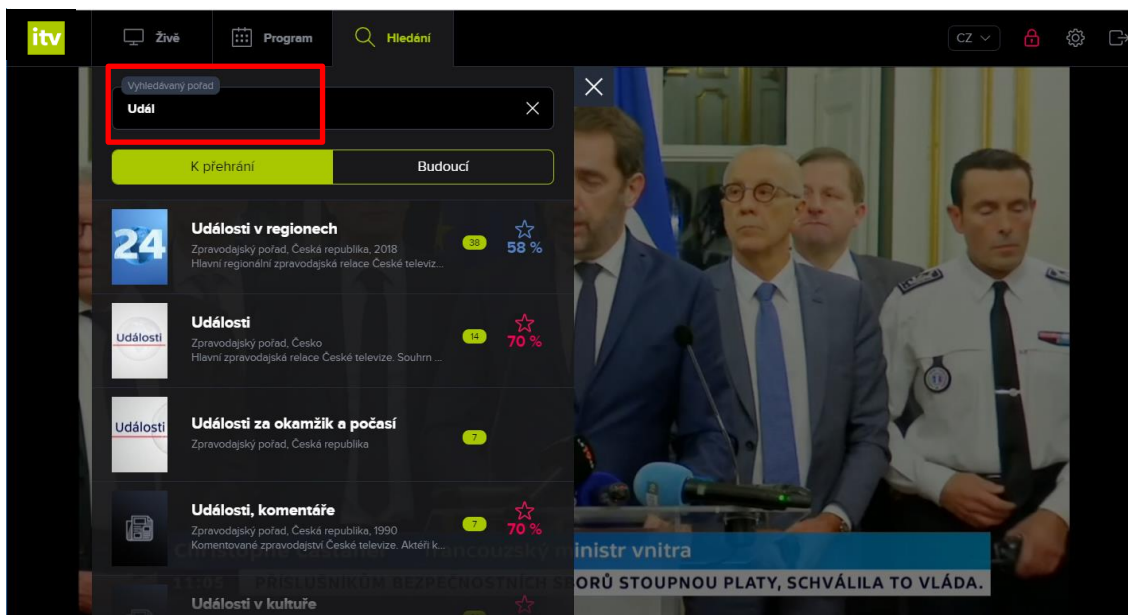 itv
Živě
Program
Hledání
CZ
Vyhledávaný pořad
Udál
K přehrání
Budoucí
24
Události v regionech
Zpravodajský pořad, Česká republika, 2018
Hlavní regionální zpravodajská relace České televiz...
38
58 %
Události
Události
Zpravodajský pořad, Česko
Hlavní zpravodajská relace České televize. Souhrn ...
14
70 %
Události
Události za okamžik a počasí
Zpravodajský pořad, Česká republika
7
Události, komentáře
Zpravodajský pořad, Česká republika, 1990
Komentované zpravodajství České televize. Aktéři k...
7
70 %
francouzský ministr vnitra
PŘÍSLUŠNÍKŮM BEZPEČNOSTNÍCH SBORŮ STOUPNOU PLATY, SCHVÁLILA TO VLÁDA.
Události v kultuře